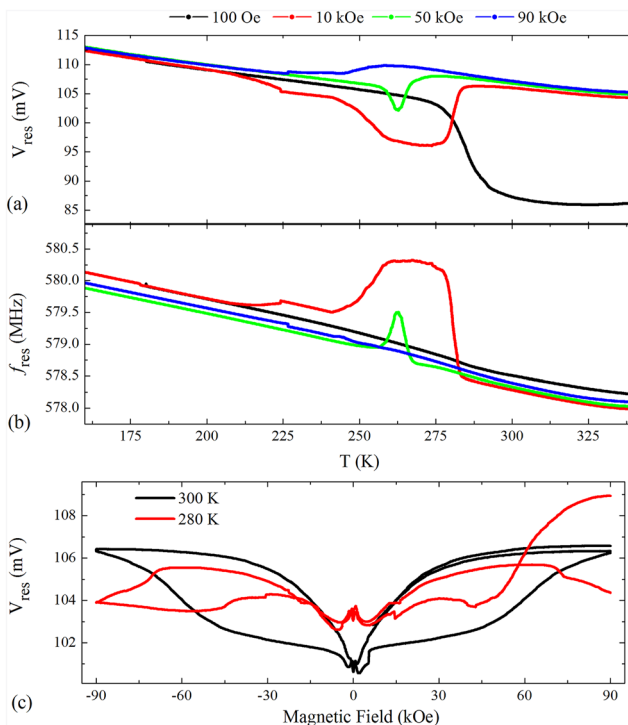 100 Oe 10 kOe 50 kOe 90 kOe
115
110
105
100
95
90
85
V_res (mV)
(a)
580.5
580.0
579.5
579.0
578.5
578.0
f_res (MHz)
(b)
175 200 225 250 275 300 325
T (K)
300 K
280 K
108
106
104
102
V_res (mV)
(c)
-90 -60 -30 0 30 60 90
Magnetic Field (kOe)